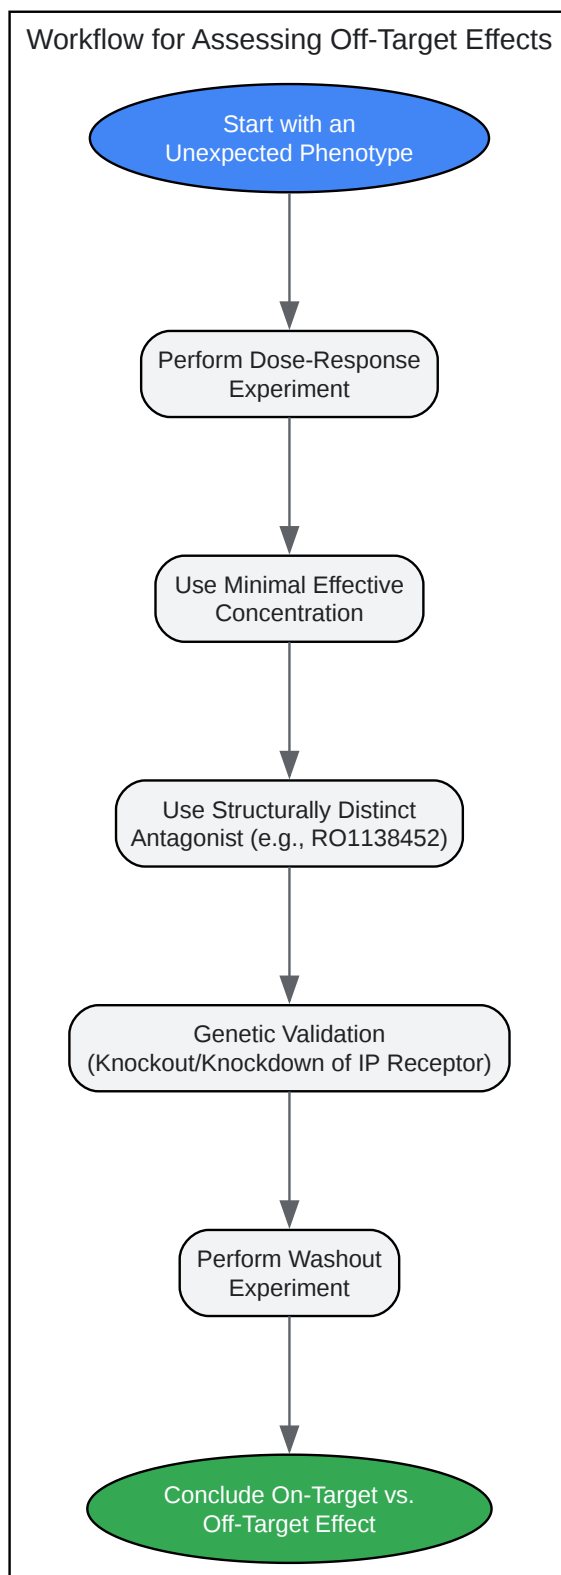 Workflow for Assessing Off-Target Effects
Start with an
Unexpected Phenotype
Perform Dose-Response
Experiment
Use Minimal Effective
Concentration
Use Structurally Distinct
Antagonist (e.g., RO1138452)
Genetic Validation
(Knockout/Knockdown of IP Receptor)
Perform Washout
Experiment
Conclude On-Target vs.
Off-Target Effect